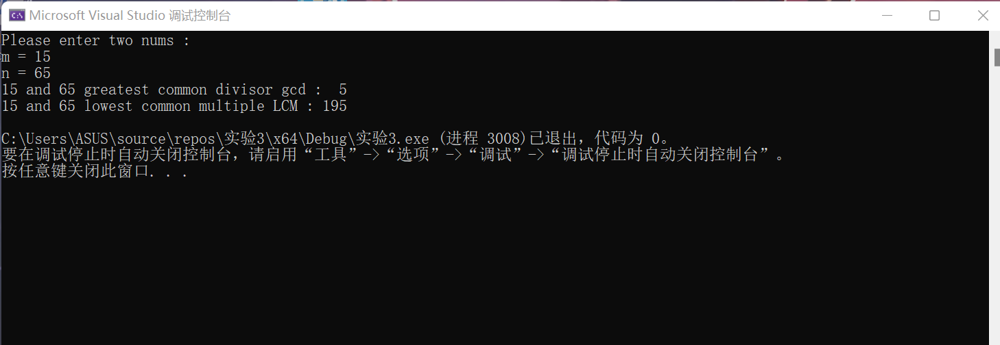 Microsoft Visual Studio 调试控制台
Please enter two nums :
m = 15
n = 65
15 and 65 greatest common divisor gcd :  5
15 and 65 lowest common multiple LCM : 195
C:\Users\ASUS\source\repos\实验3\x64\Debug\实验3.exe (进程 3008)已退出，代码为 0。
要在调试停止时自动关闭控制台，请启用“工具”->“选项”->“调试”->“调试停止时自动关闭控制台”。
按任意键关闭此窗口. . .